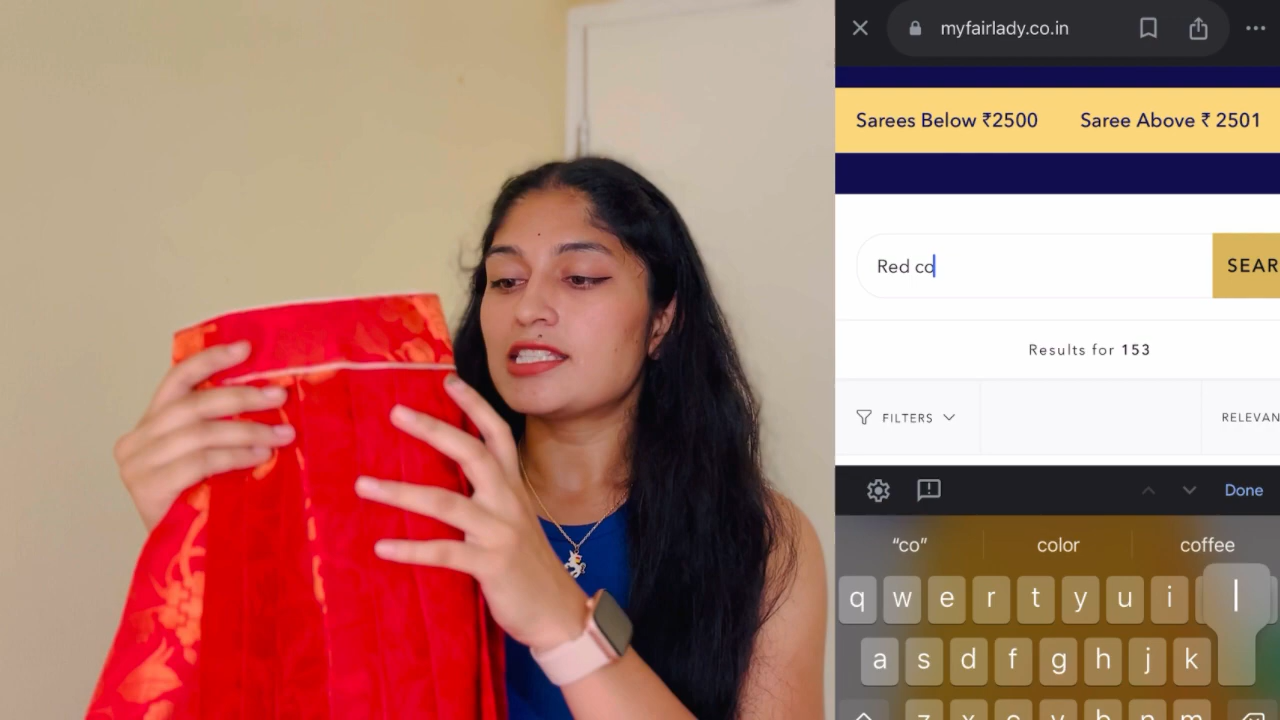 myfairlady.co.in
Sarees Below ₹2500 Saree Above ₹ 2501
Red co
SEAR
Results for 153
FILTERS RELEVAN
Done
“co” color coffee
q w e r t y u i l
a s d f g h j k
z x c v b n m